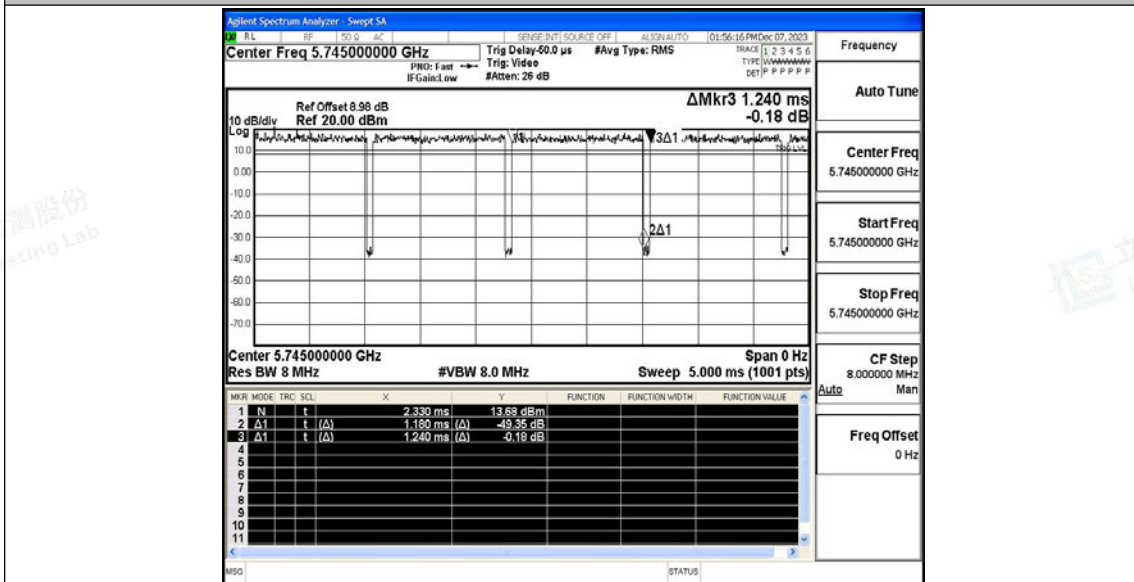 Agilent Spectrum Analyzer - Swept SA
RL RF 50 Ω AC SENSE:INT SOURCE OFF ALIGNAUTO 01:56:16 PM Dec 07, 2023
Center Freq 5.745000000 GHz
PNO: Fast
IFGain:Low
Trig Delay-50.0 µs
Trig: Video
#Atten: 26 dB
#Avg Type: RMS
TRACE 1 2 3 4 5 6
TYPE
DET P P P P P P
Frequency
Auto Tune
Center Freq
5.745000000 GHz
Start Freq
5.745000000 GHz
Stop Freq
5.745000000 GHz
CF Step
8.000000 MHz
Auto Man
Freq Offset
0 Hz
ΔMkr3 1.240 ms
-0.18 dB
Ref Offset 8.98 dB
10 dB/div Ref 20.00 dBm
Log
10.0
0.00
-10.0
-20.0
-30.0
-40.0
-50.0
-60.0
-70.0
3Δ1
TRIG LVL
2Δ1
Center 5.745000000 GHz Span 0 Hz
Res BW 8 MHz #VBW 8.0 MHz Sweep 5.000 ms (1001 pts)
MKR MODE TRC SCL X Y FUNCTION FUNCTION WIDTH FUNCTION VALUE
1 N t 2.330 ms 13.68 dBm
2 Δ1 t (Δ) 1.180 ms (Δ) -49.35 dB
3 Δ1 t (Δ) 1.240 ms (Δ) -0.18 dB
4
5
6
7
8
9
10
11
MSG STATUS
测股份
sting Lab
立